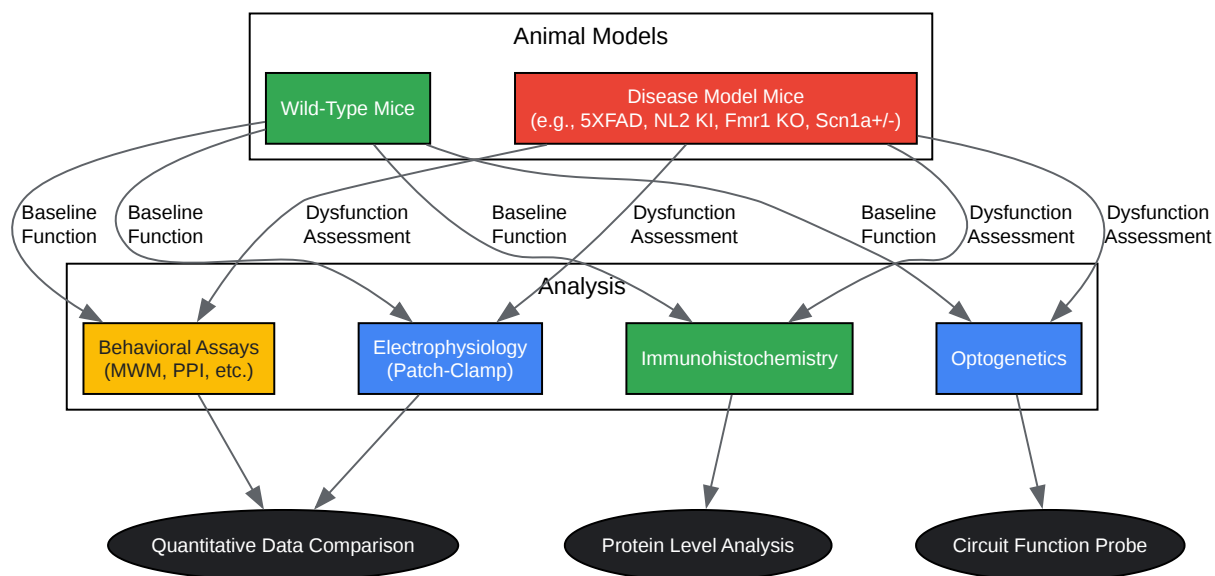 Animal Models
Wild-Type Mice
Disease Model Mice
(e.g., 5XFAD, NL2 KI, Fmr1 KO, Scn1a+/-)
Baseline
Function
Baseline
Function
Dysfunction
Assessment
Baseline
Function
Dysfunction
Assessment
Baseline
Function
Dysfunction
Assessment
Dysfunction
Assessment
Analysis
Behavioral Assays
(MWM, PPI, etc.)
Electrophysiology
(Patch-Clamp)
Immunohistochemistry
Optogenetics
Quantitative Data Comparison
Protein Level Analysis
Circuit Function Probe